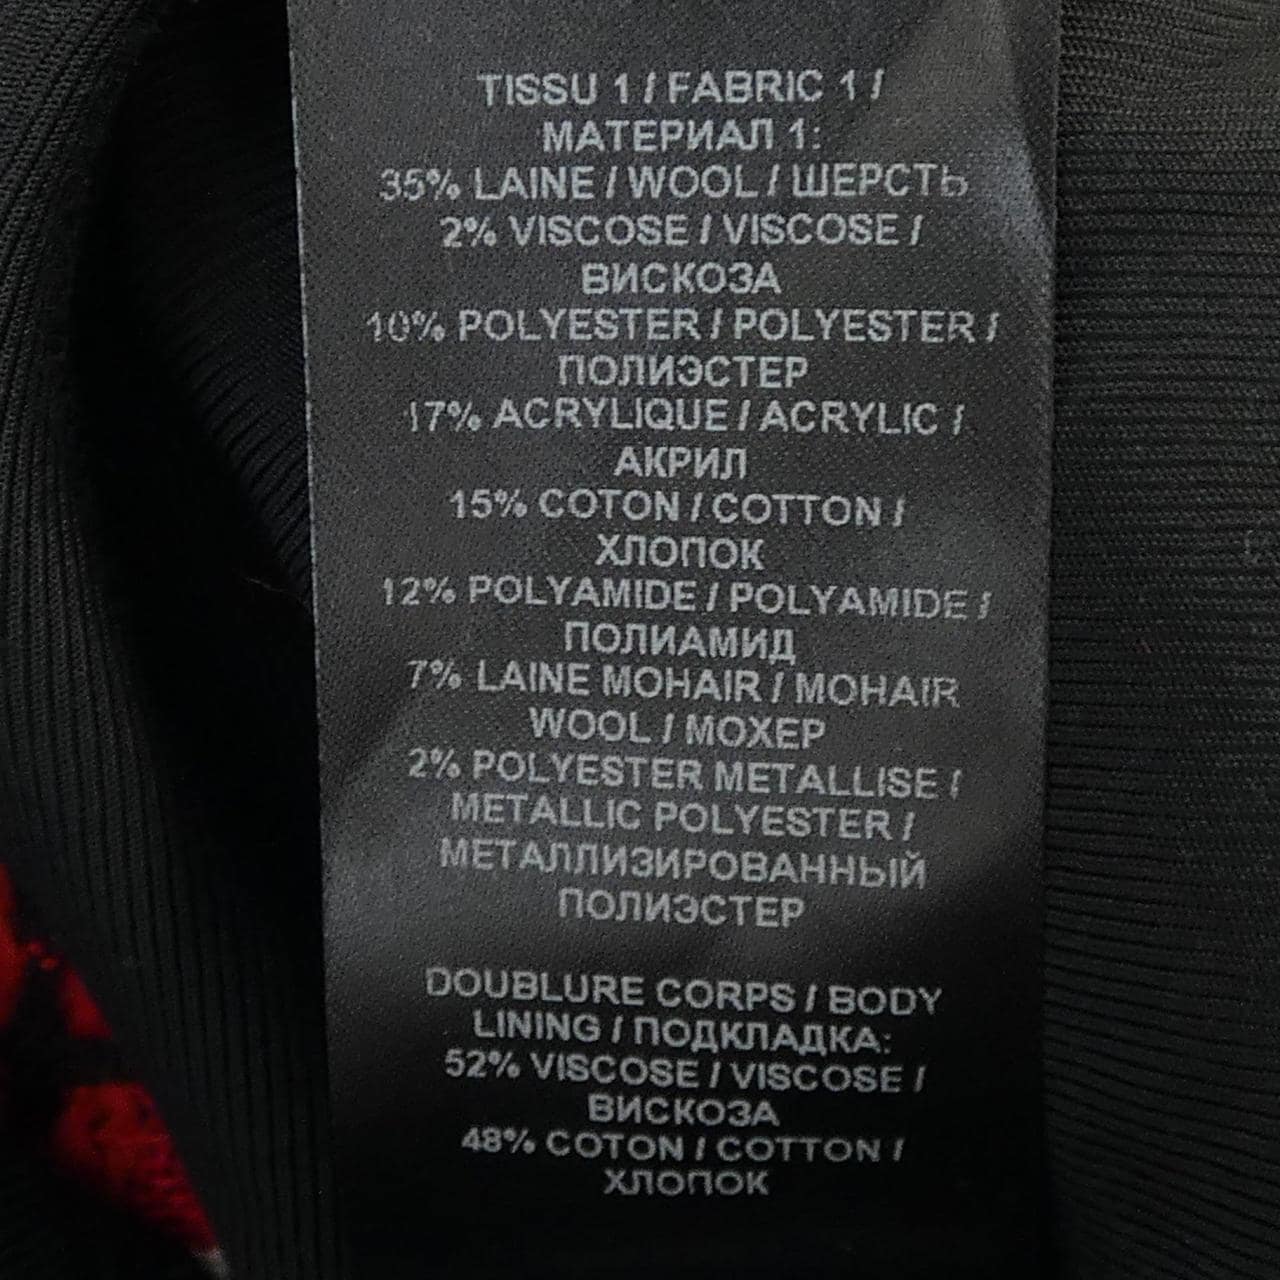 TISSU 1 / FABRIC 1 /
МАТЕРИАЛ 1:
35% LAINE / WOOL / ШЕРСТЬ
2% VISCOSE / VISCOSE /
ВИСКОЗА
10% POLYESTER / POLYESTER /
ПОЛИЭСТЕР
17% ACRYLIQUE / ACRYLIC /
АКРИЛ
15% COTON / COTTON /
ХЛОПОК
12% POLYAMIDE / POLYAMIDE /
ПОЛИАМИД
7% LAINE MOHAIR / MOHAIR
WOOL / МОХЕР
2% POLYESTER METALLISE /
METALLIC POLYESTER /
МЕТАЛЛИЗИРОВАННЫЙ
ПОЛИЭСТЕР
DOUBLURE CORPS / BODY
LINING / ПОДКЛАДКА:
52% VISCOSE / VISCOSE /
ВИСКОЗА
48% COTON / COTTON /
ХЛОПОК